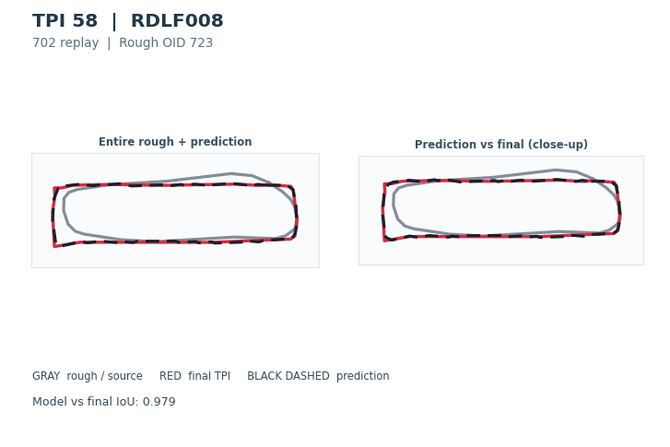 TPI 58 | RDLF008
702 replay | Rough OID 723
Entire rough + prediction
Prediction vs final (close-up)
GRAY rough / source RED final TPI BLACK DASHED prediction
Model vs final IoU: 0.979